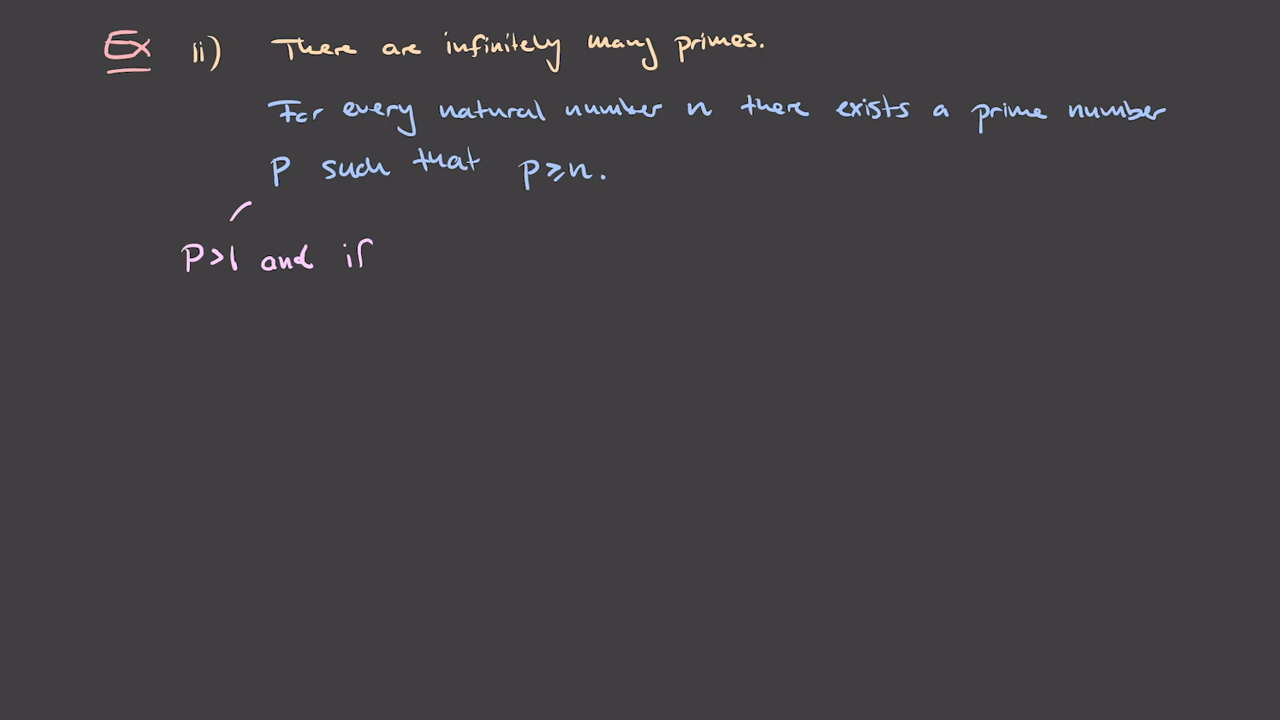 Ex ii) There are infinitely many primes.
For every natural number n there exists a prime number
p such that p ≥ n.
P > 1 and if